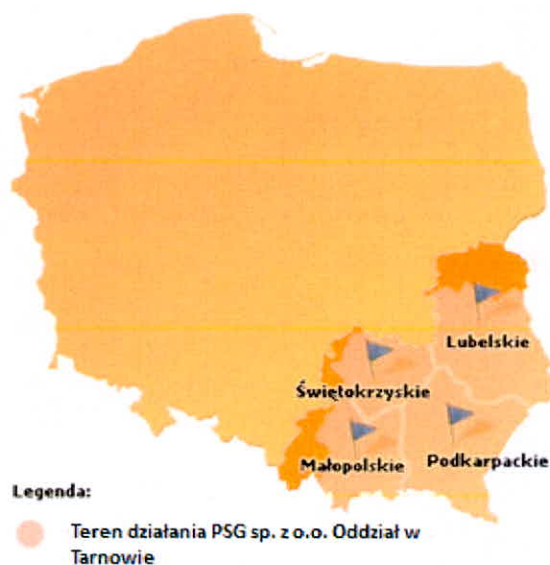 Lubelskie
Świętokrzyskie
Małopolskie
Podkarpackie
Legenda:
Teren działania PSG sp. z o.o. Oddział w
Tarnowie